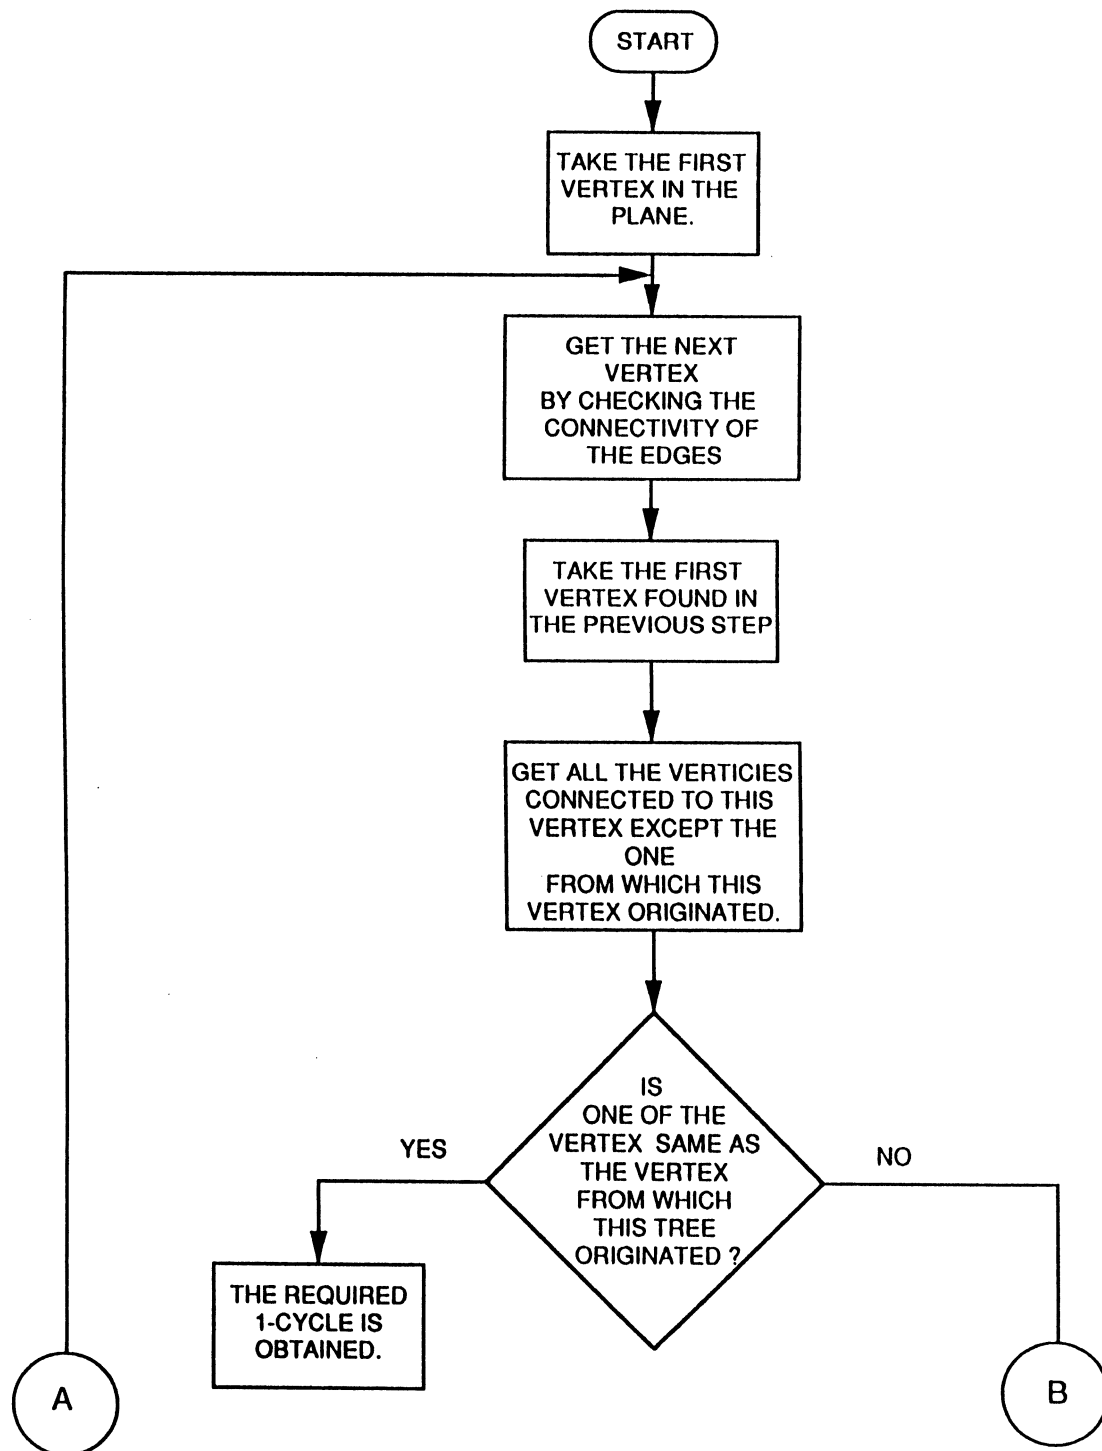 START
TAKE THE FIRST
VERTEX IN THE
PLANE.
GET THE NEXT
VERTEX
BY CHECKING THE
CONNECTIVITY OF
THE EDGES
TAKE THE FIRST
VERTEX FOUND IN
THE PREVIOUS STEP
GET ALL THE VERTICIES
CONNECTED TO THIS
VERTEX EXCEPT THE
ONE
FROM WHICH THIS
VERTEX ORIGINATED.
IS
ONE OF THE
VERTEX SAME AS
THE VERTEX
FROM WHICH
THIS TREE
ORIGINATED ?
YES
NO
THE REQUIRED
1-CYCLE IS
OBTAINED.
A
B